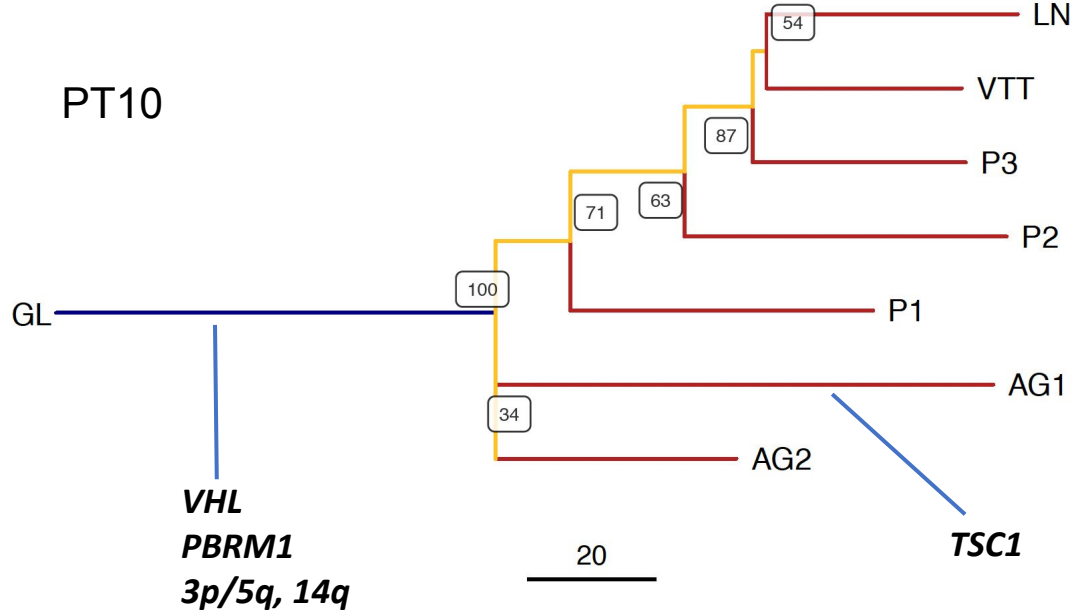 LN
54
VTT
PT10
87
P3
63
71
P2
100
GL
P1
AG1
34
AG2
VHL
PBRM1
3p/5q, 14q
TSC1
20